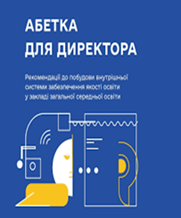 АБЕТКА
ДЛЯ ДИРЕКТОРА
Рекомендації до побудови внутрішньої
системи забезпечення якості освіти
у закладі загальної середньої освіти